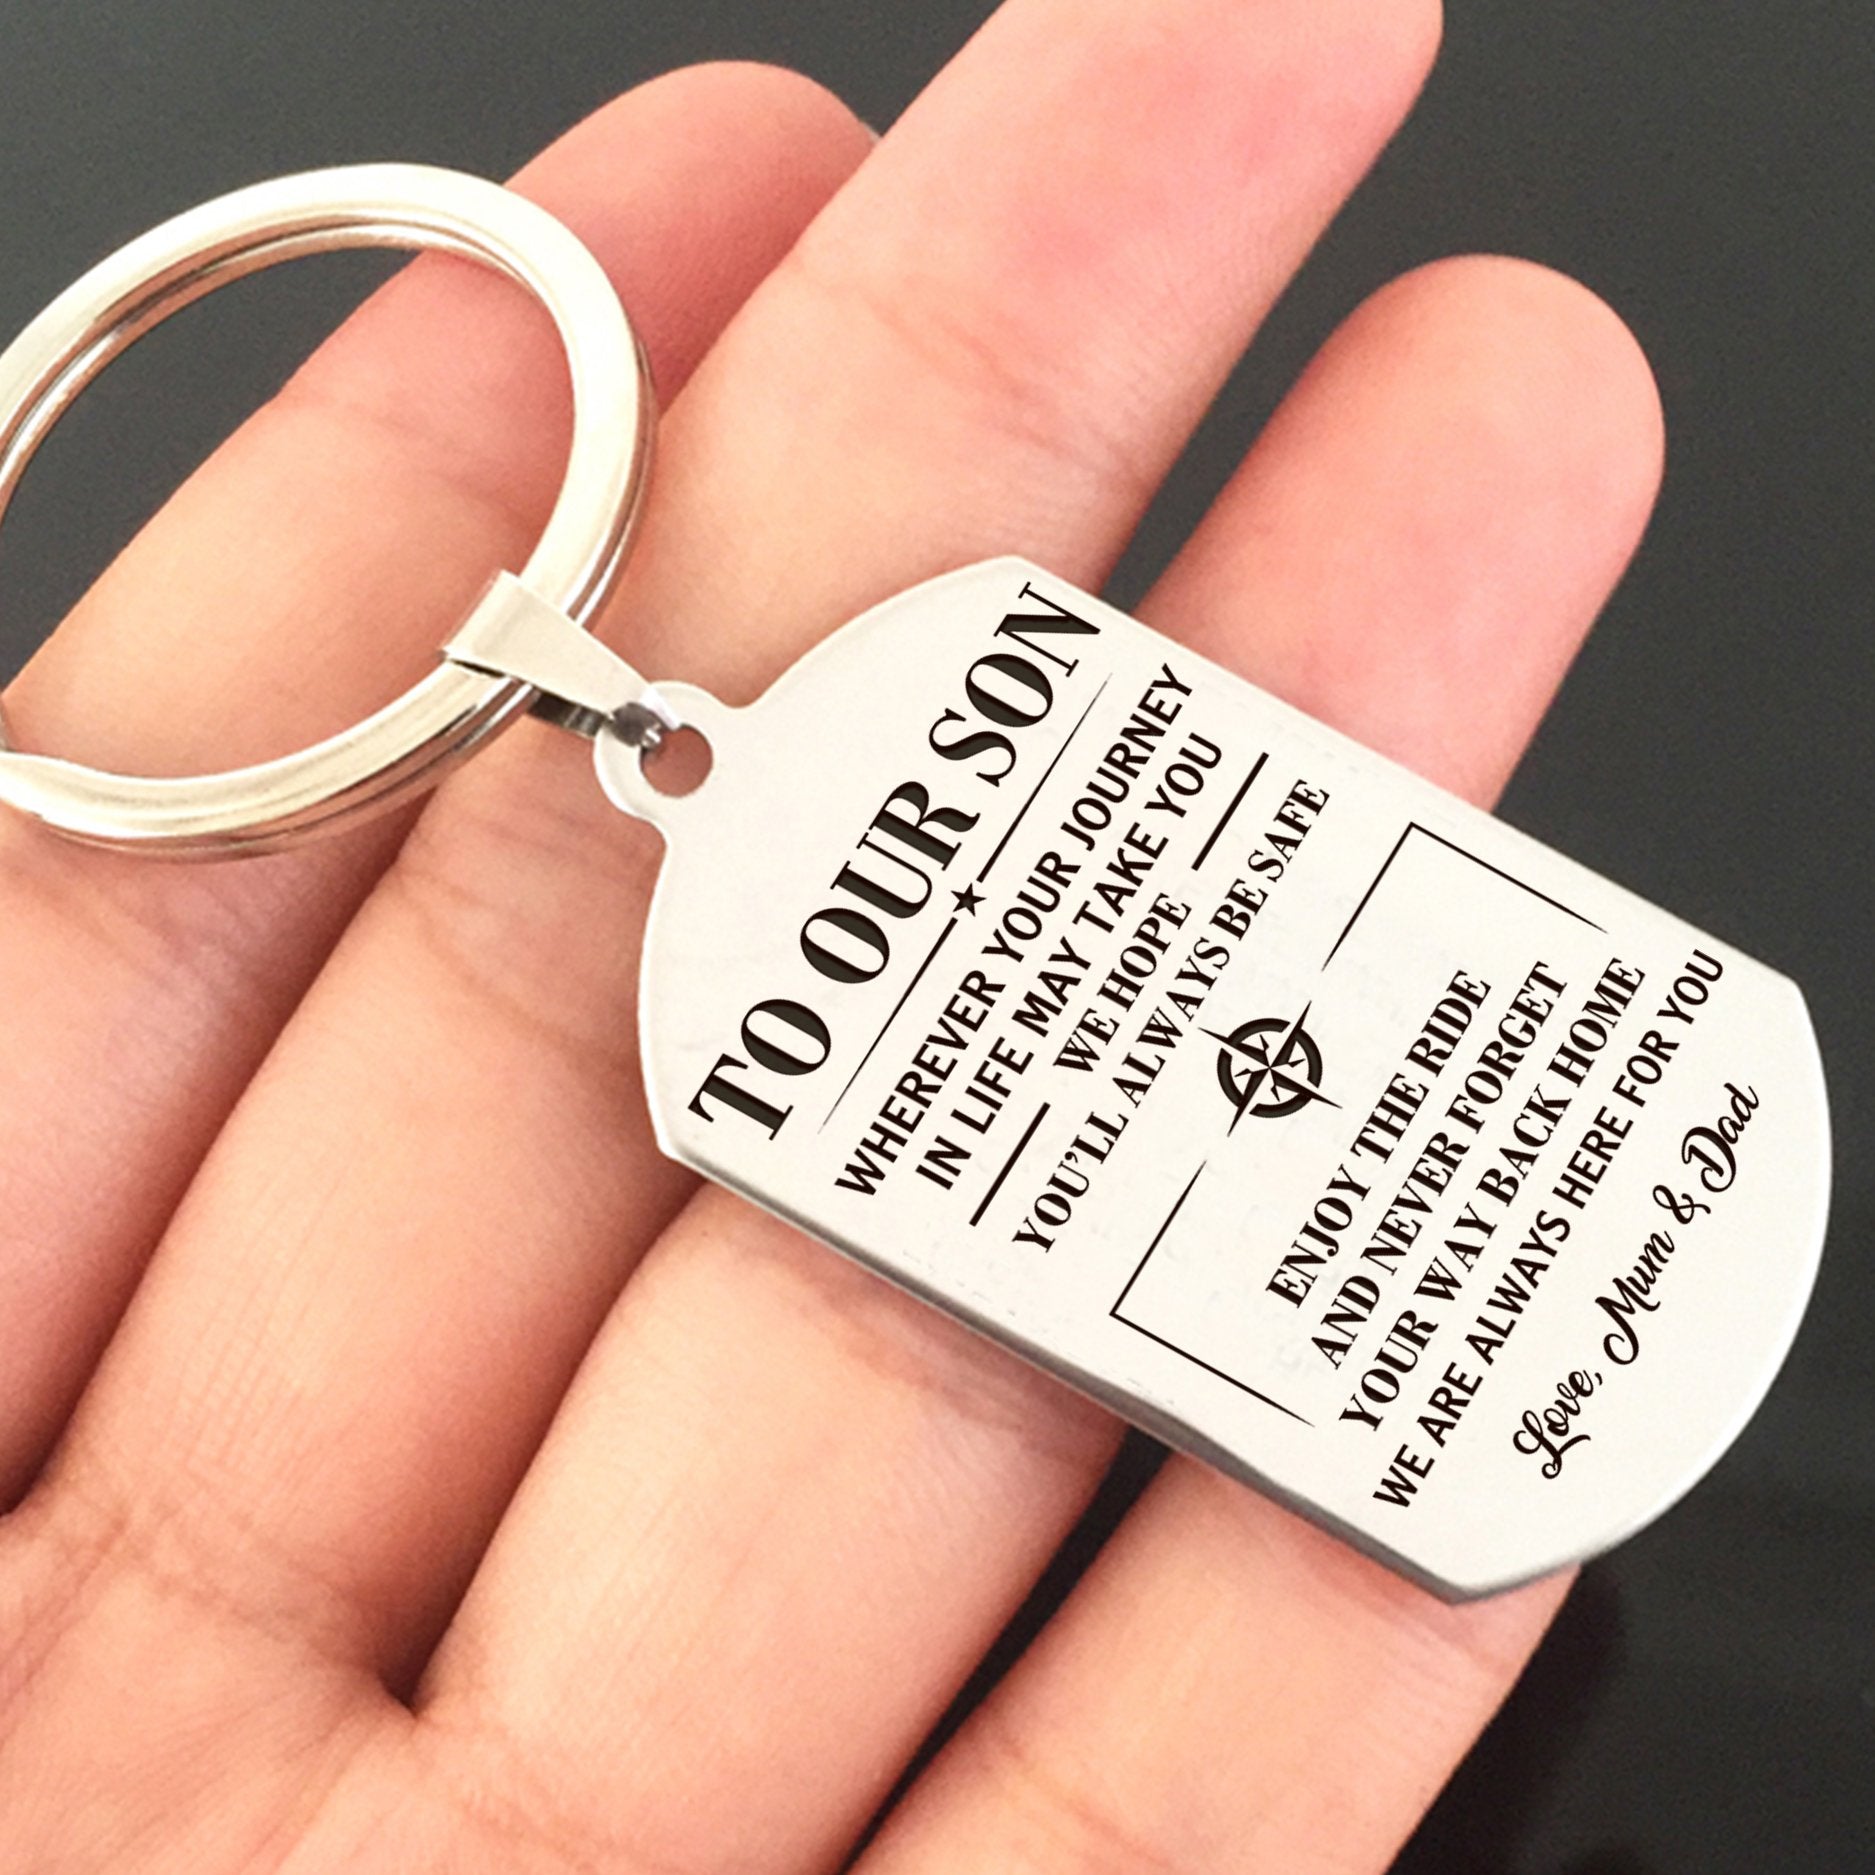 TO OUR SON
WHEREVER YOUR JOURNEY
IN LIFE MAY TAKE YOU
WE HOPE
YOU'LL ALWAYS BE SAFE
ENJOY THE RIDE
AND NEVER FORGET
YOUR WAY BACK HOME
WE ARE ALWAYS HERE FOR YOU
Love, Mum & Dad